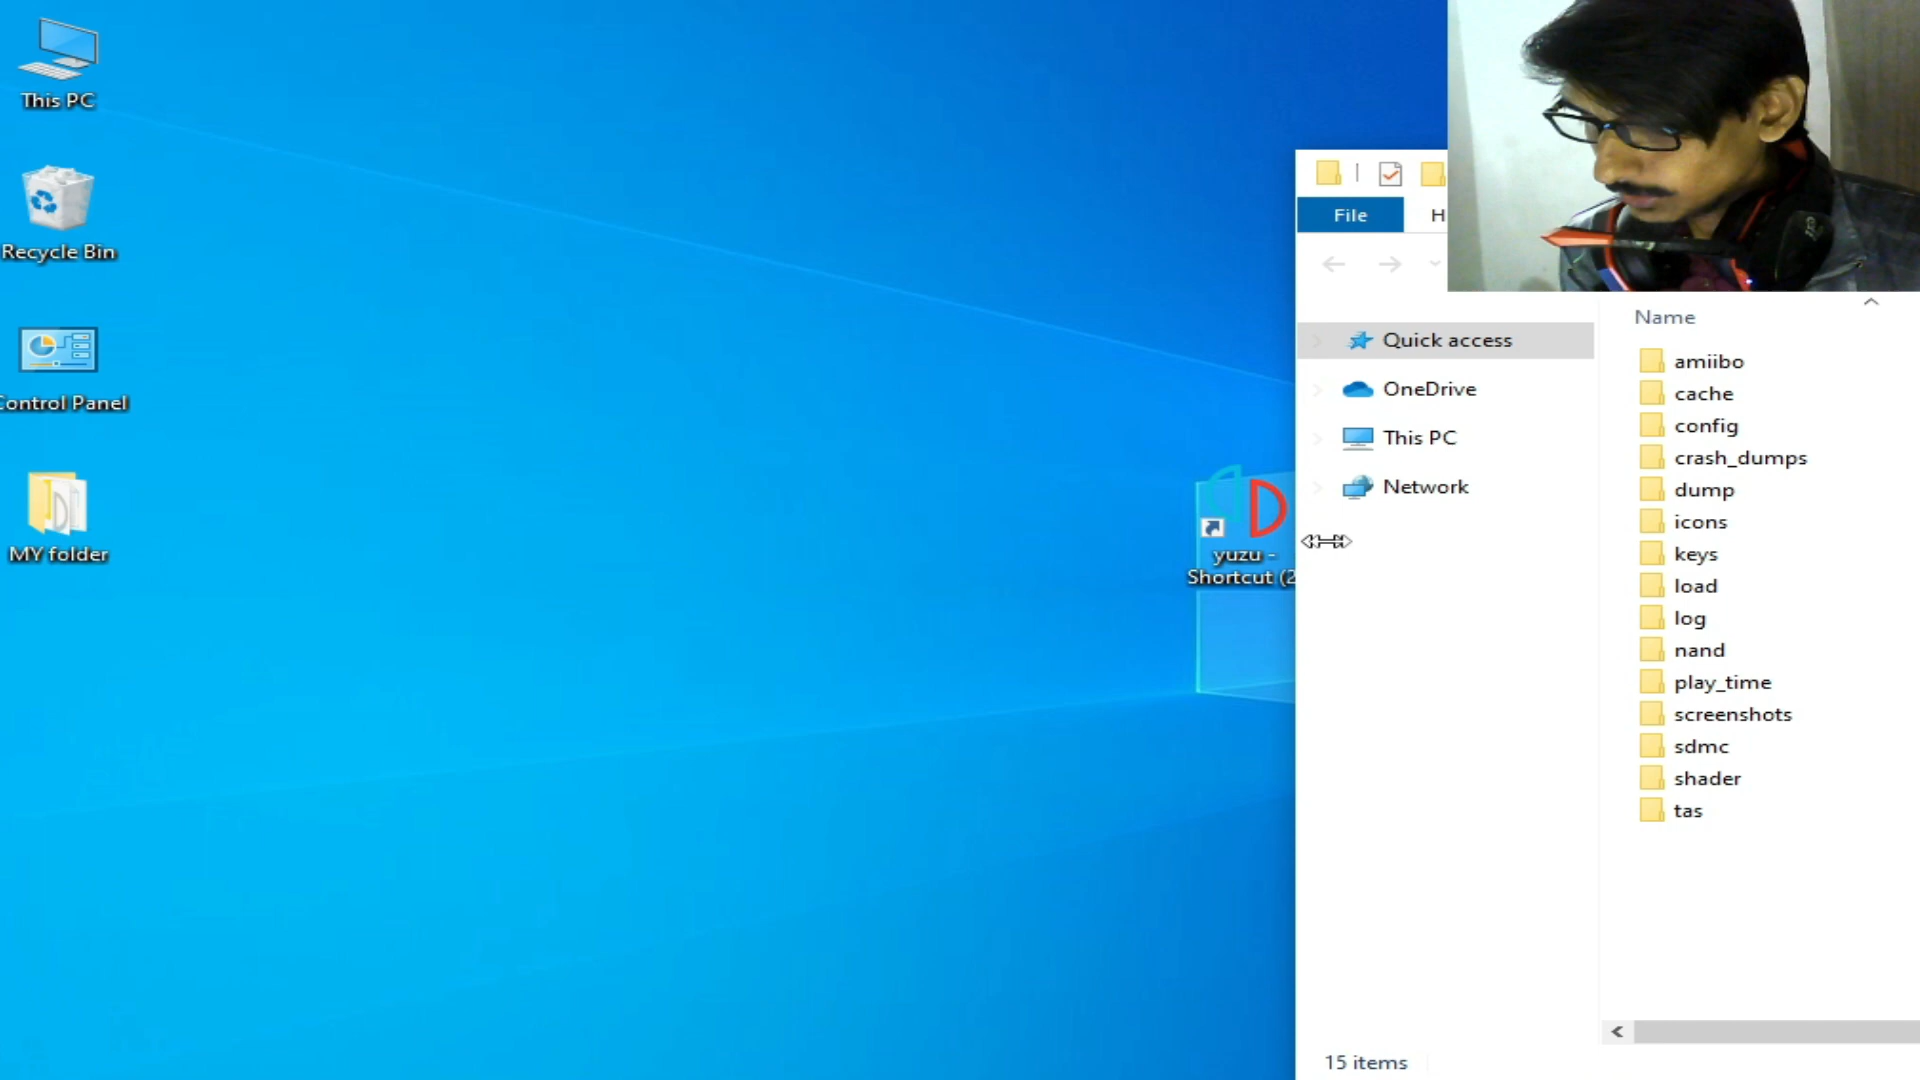 This PC
Recycle Bin
Control Panel
MY folder
yuzu -
Shortcut (2
File
H
Quick access
OneDrive
This PC
Network
Name
amiibo
cache
config
crash_dumps
dump
icons
keys
load
log
nand
play_time
screenshots
sdmc
shader
tas
15 items